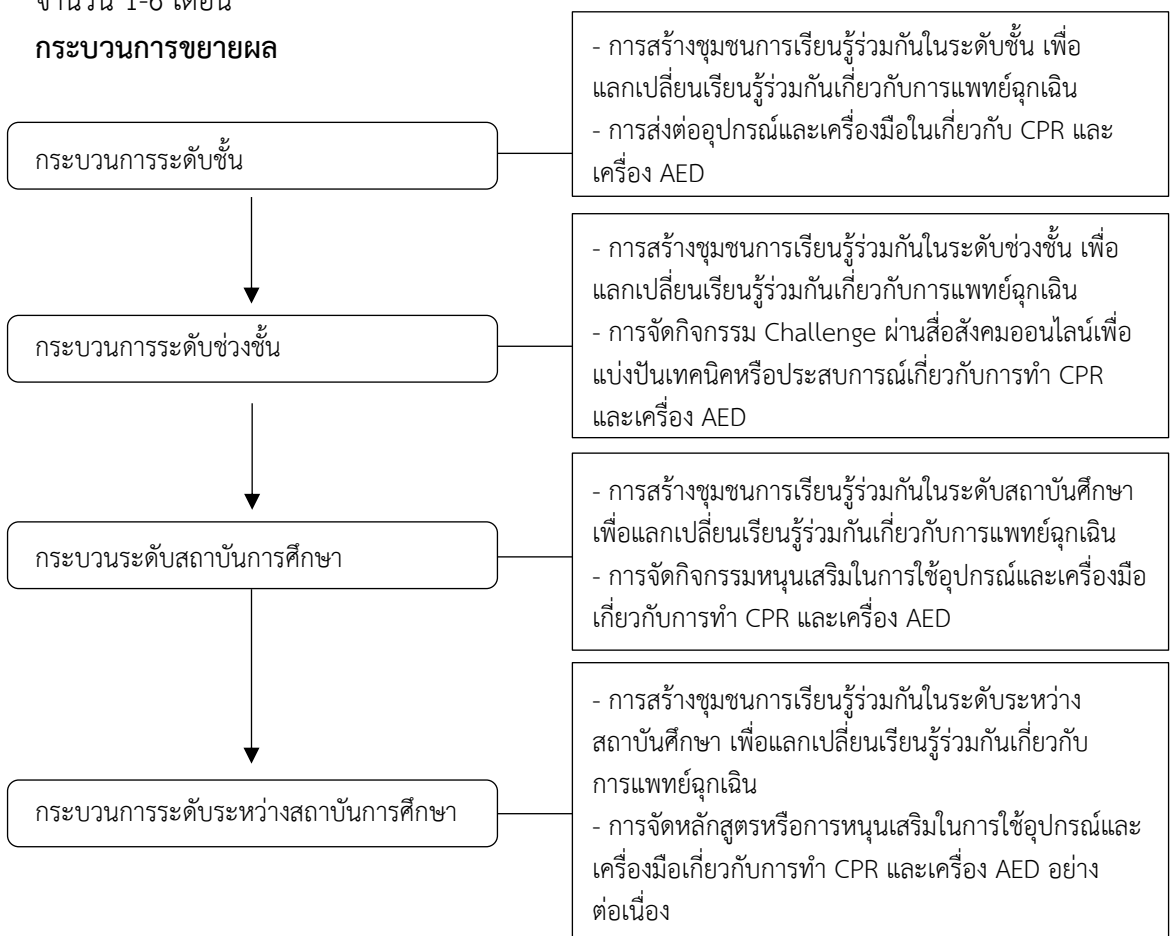 จำนวน 1-6 เดือน
กระบวนการขยายผล
กระบวนการระดับชั้น
- การสร้างชุมชนการเรียนรู้ร่วมกันในระดับชั้น เพื่อ
แลกเปลี่ยนเรียนรู้ร่วมกันเกี่ยวกับการแพทย์ฉุกเฉิน
- การส่งต่ออุปกรณ์และเครื่องมือในเกี่ยวกับ CPR และ
เครื่อง AED
กระบวนการระดับช่วงชั้น
- การสร้างชุมชนการเรียนรู้ร่วมกันในระดับช่วงชั้น เพื่อ
แลกเปลี่ยนเรียนรู้ร่วมกันเกี่ยวกับการแพทย์ฉุกเฉิน
- การจัดกิจกรรม Challenge ผ่านสื่อสังคมออนไลน์เพื่อ
แบ่งปันเทคนิคหรือประสบการณ์เกี่ยวกับการทำ CPR
และเครื่อง AED
กระบวนระดับสถาบันการศึกษา
- การสร้างชุมชนการเรียนรู้ร่วมกันในระดับสถาบันศึกษา
เพื่อแลกเปลี่ยนเรียนรู้ร่วมกันเกี่ยวกับการแพทย์ฉุกเฉิน
- การจัดกิจกรรมหนุนเสริมในการใช้อุปกรณ์และเครื่องมือ
เกี่ยวกับการทำ CPR และเครื่อง AED
กระบวนการระดับระหว่างสถาบันการศึกษา
- การสร้างชุมชนการเรียนรู้ร่วมกันในระดับระหว่าง
สถาบันศึกษา เพื่อแลกเปลี่ยนเรียนรู้ร่วมกันเกี่ยวกับ
การแพทย์ฉุกเฉิน
- การจัดหลักสูตรหรือการหนุนเสริมในการใช้อุปกรณ์และ
เครื่องมือเกี่ยวกับการทำ CPR และเครื่อง AED อย่าง
ต่อเนื่อง